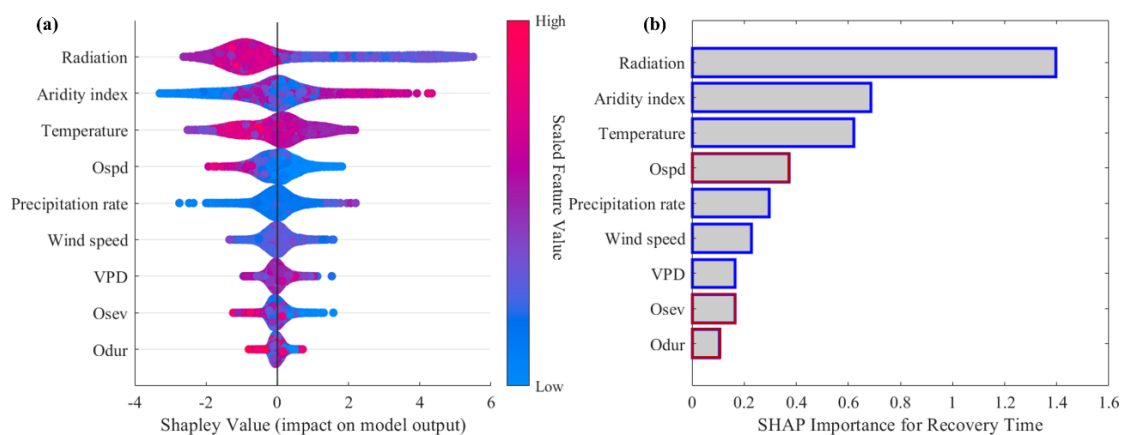 (a)
High
Radiation
Aridity index
Temperature
Ospd
Precipitation rate
Wind speed
VPD
Osev
Odur
Low
Scaled Feature Value
-4 -2 0 2 4 6
Shapley Value (impact on model output)
(b)
Radiation
Aridity index
Temperature
Ospd
Precipitation rate
Wind speed
VPD
Osev
Odur
0 0.2 0.4 0.6 0.8 1 1.2 1.4 1.6
SHAP Importance for Recovery Time